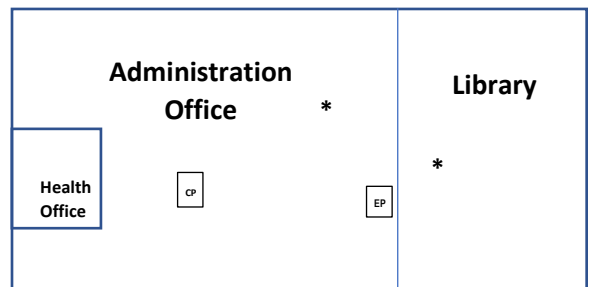 Administration
Office *
Library
*
Health
Office
CP
EP